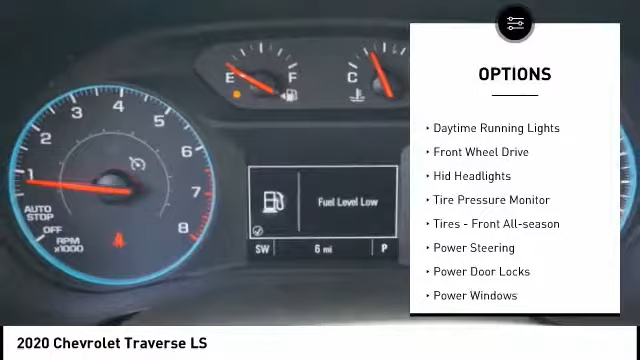 OPTIONS
Daytime Running Lights
Front Wheel Drive
Hid Headlights
Tire Pressure Monitor
Tires - Front All-season
Power Steering
Power Door Locks
Power Windows
E F
C
1 2 3 4 5 6 7 8
AUTO
STOP
OFF
RPM
x1000
Fuel Level Low
SW 6 mi P
2020 Chevrolet Traverse LS